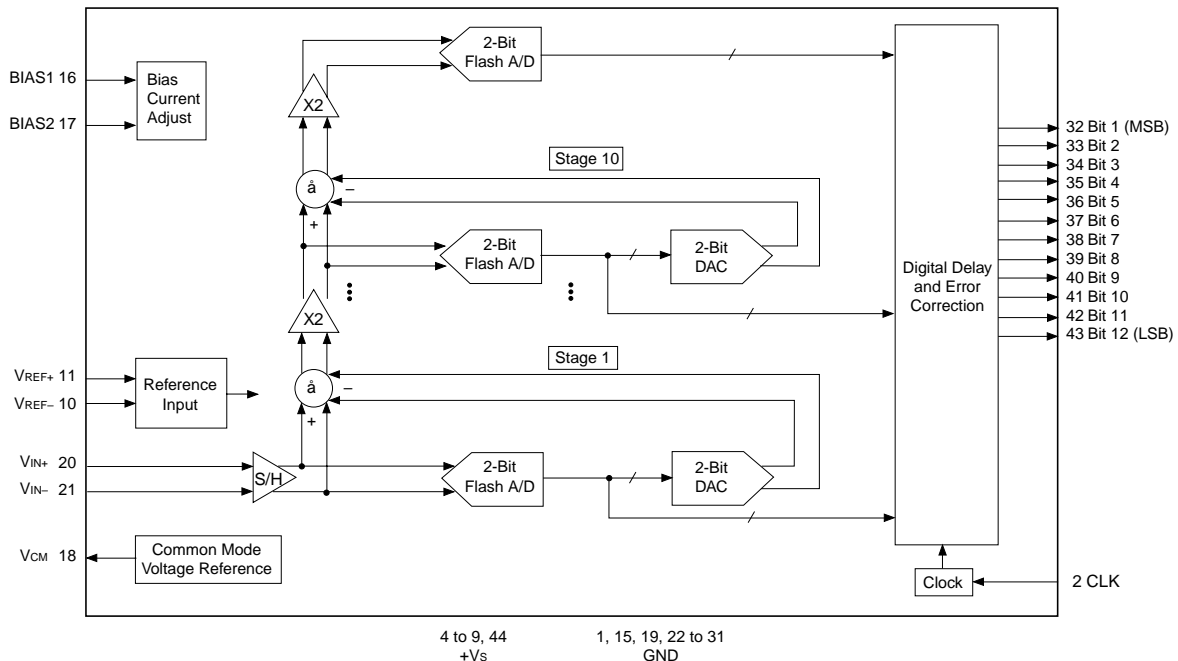 2-Bit
Flash A/D
BIAS1 16
BIAS2 17
Bias
Current
Adjust
X2
Stage 10
å
–
+
2-Bit
Flash A/D
2-Bit
DAC
X2
Stage 1
å
–
+
Digital Delay
and Error
Correction
32 Bit 1 (MSB)
33 Bit 2
34 Bit 3
35 Bit 4
36 Bit 5
37 Bit 6
38 Bit 7
39 Bit 8
40 Bit 9
41 Bit 10
42 Bit 11
43 Bit 12 (LSB)
VREF+ 11
VREF– 10
Reference
Input
VIN+ 20
VIN– 21
S/H
2-Bit
Flash A/D
2-Bit
DAC
VCM 18
Common Mode
Voltage Reference
Clock
2 CLK
4 to 9, 44
+VS
1, 15, 19, 22 to 31
GND